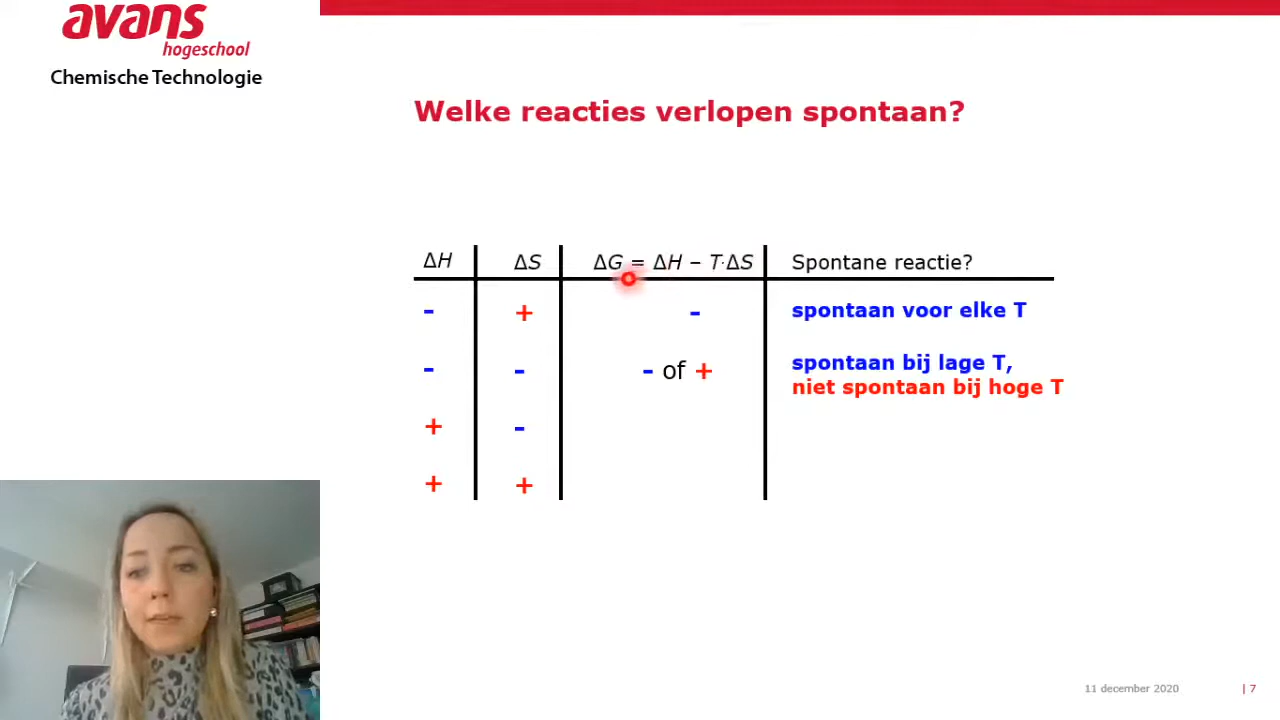 avans
hogeschool
Chemische Technologie
Welke reacties verlopen spontaan?
ΔH ΔS ΔG = ΔH – T·ΔS Spontane reactie?
- + - spontaan voor elke T
- - - of + spontaan bij lage T,
niet spontaan bij hoge T
+ -
+ +
11 december 2020 | 7